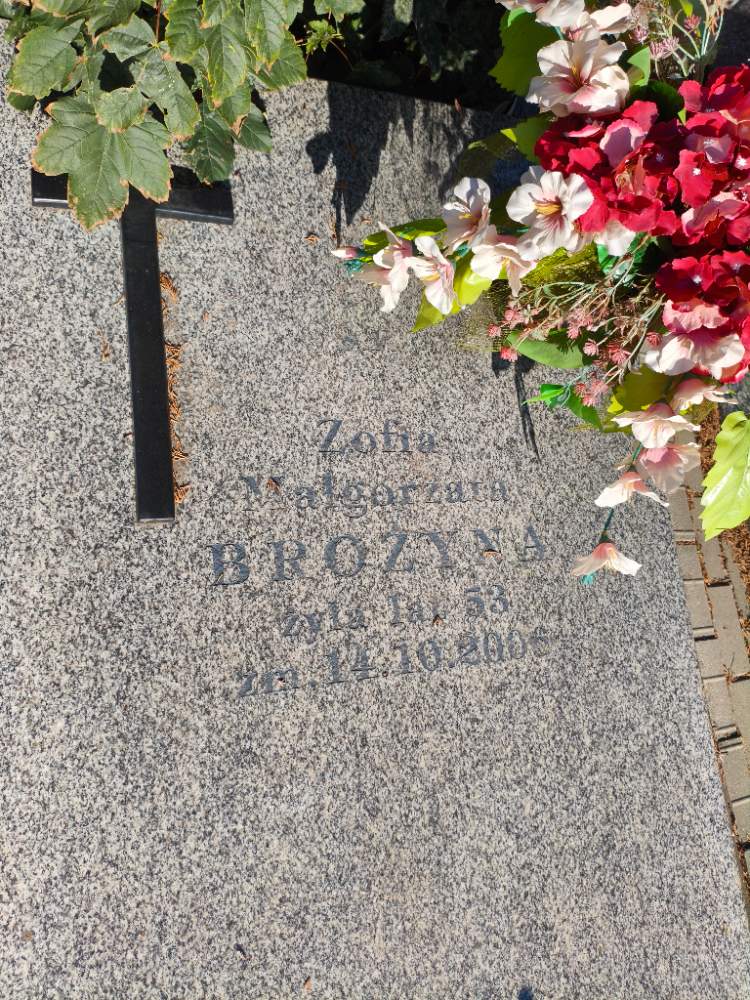 Zofia
Małgorzata
BROŻYNA
żyła lat 53
zm. 14.10.2006